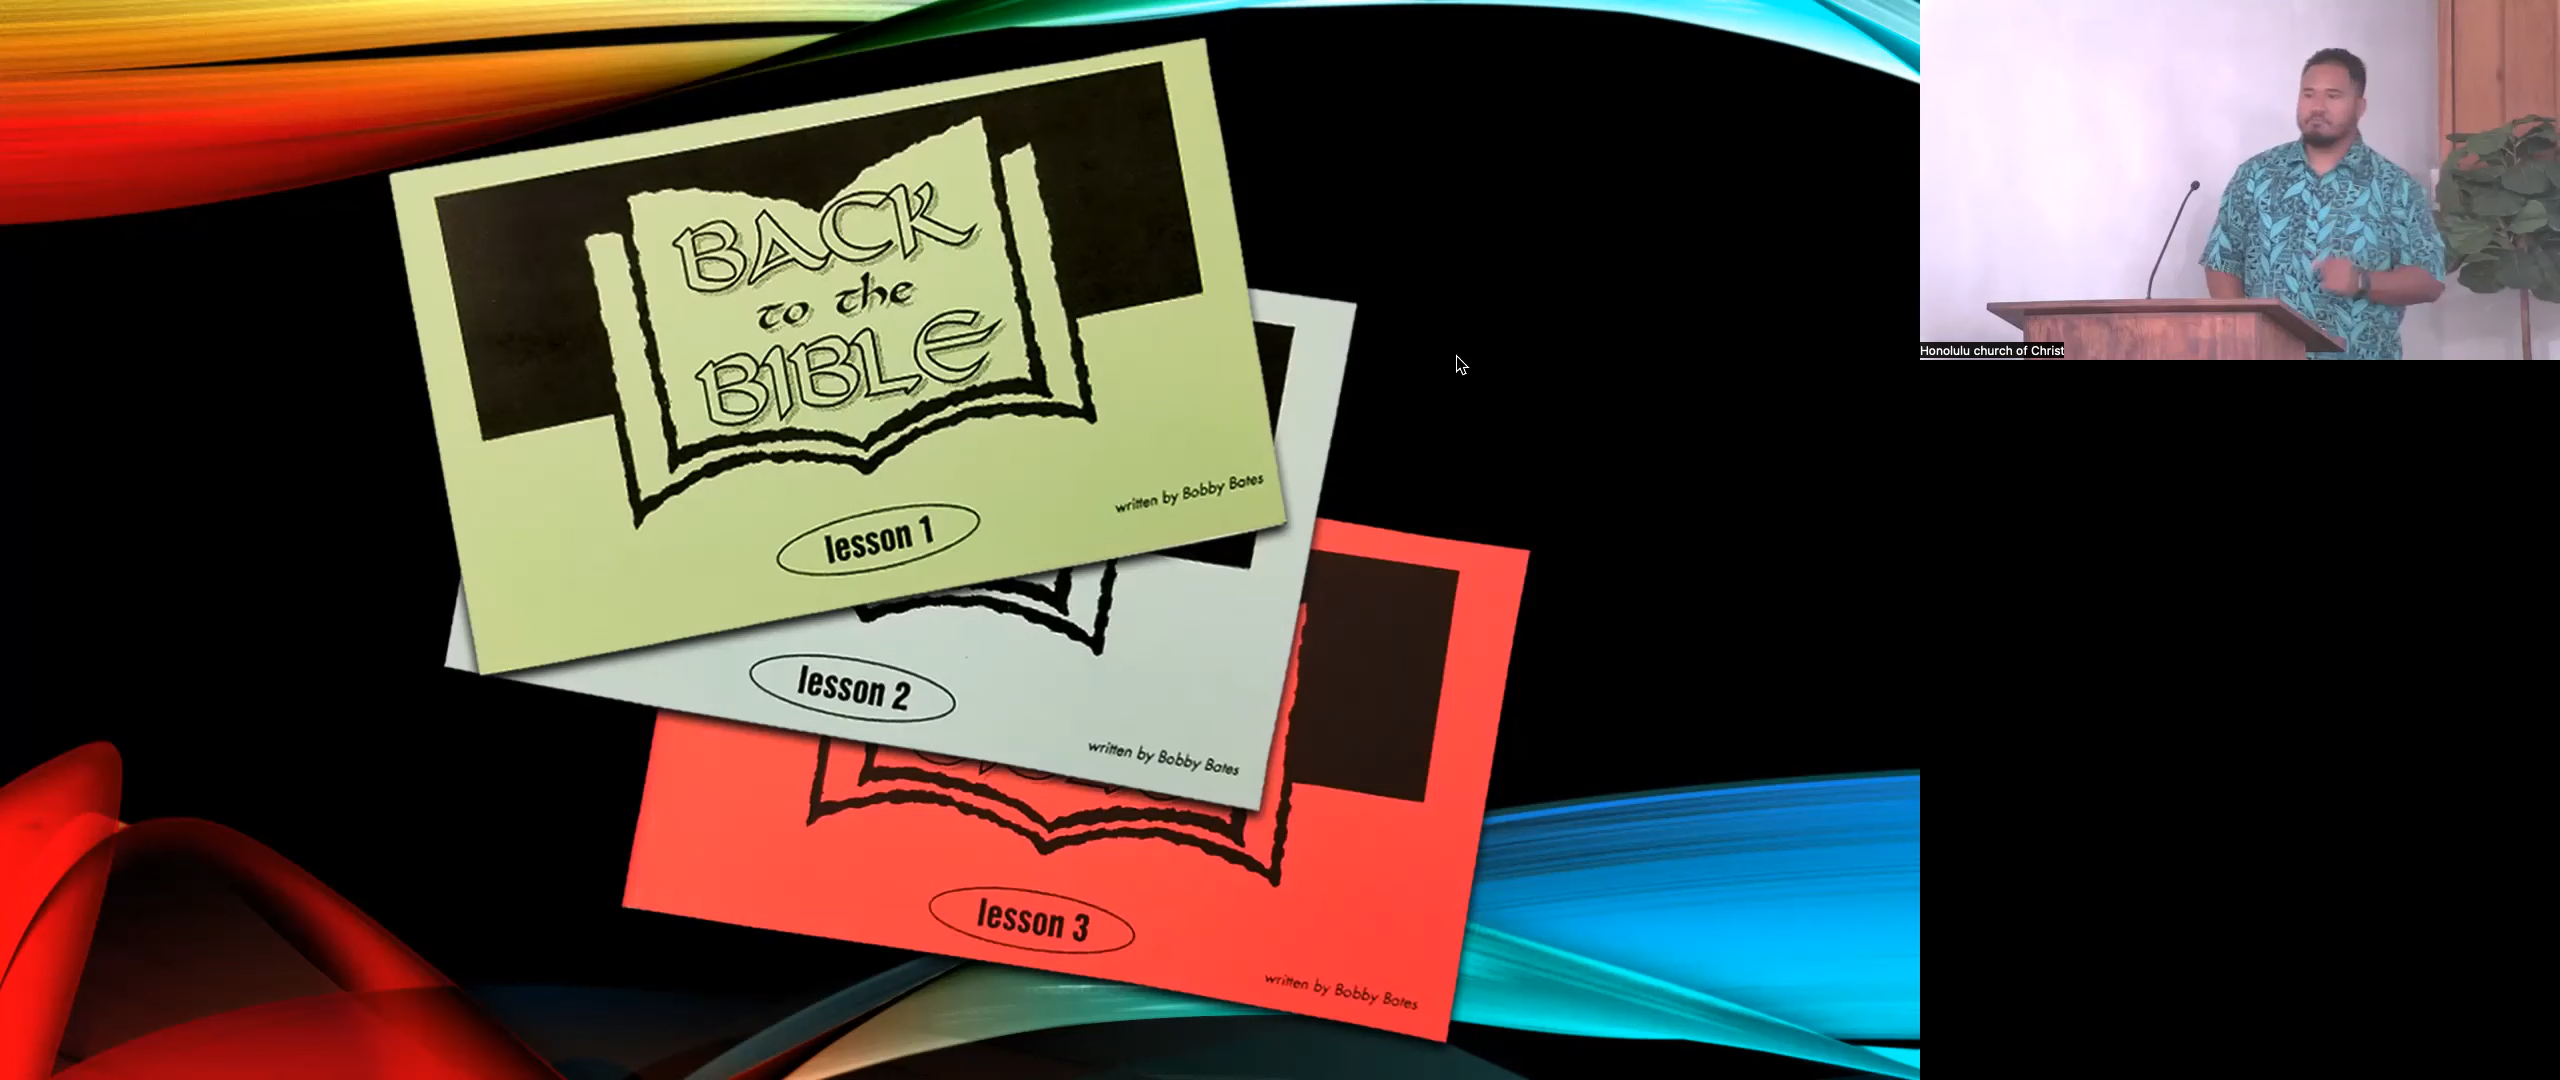 BACK
to the
BIBLE
written by Bobby Bates
lesson 1
lesson 2
written by Bobby Bates
lesson 3
written by Bobby Bates
Honolulu church of Christ